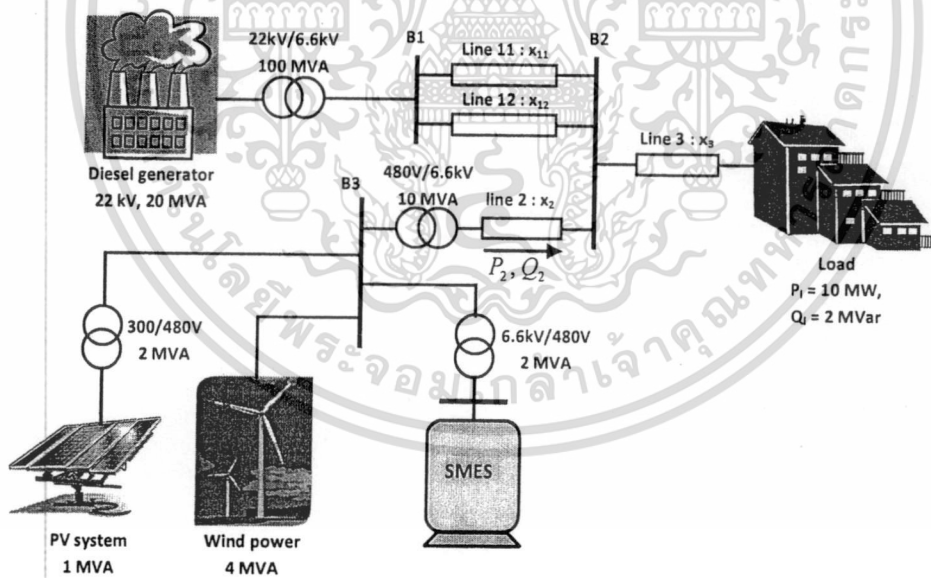 22kV/6.6kV
100 MVA
B1
Line 11 : x11
B2
Line 12 : x12
Line 3 : x3
Diesel generator
22 kV, 20 MVA
480V/6.6kV
B3
10 MVA
line 2 : x2
P2, Q2
Load
Pl = 10 MW,
Ql = 2 MVar
300/480V
2 MVA
6.6kV/480V
2 MVA
SMES
PV system
1 MVA
Wind power
4 MVA